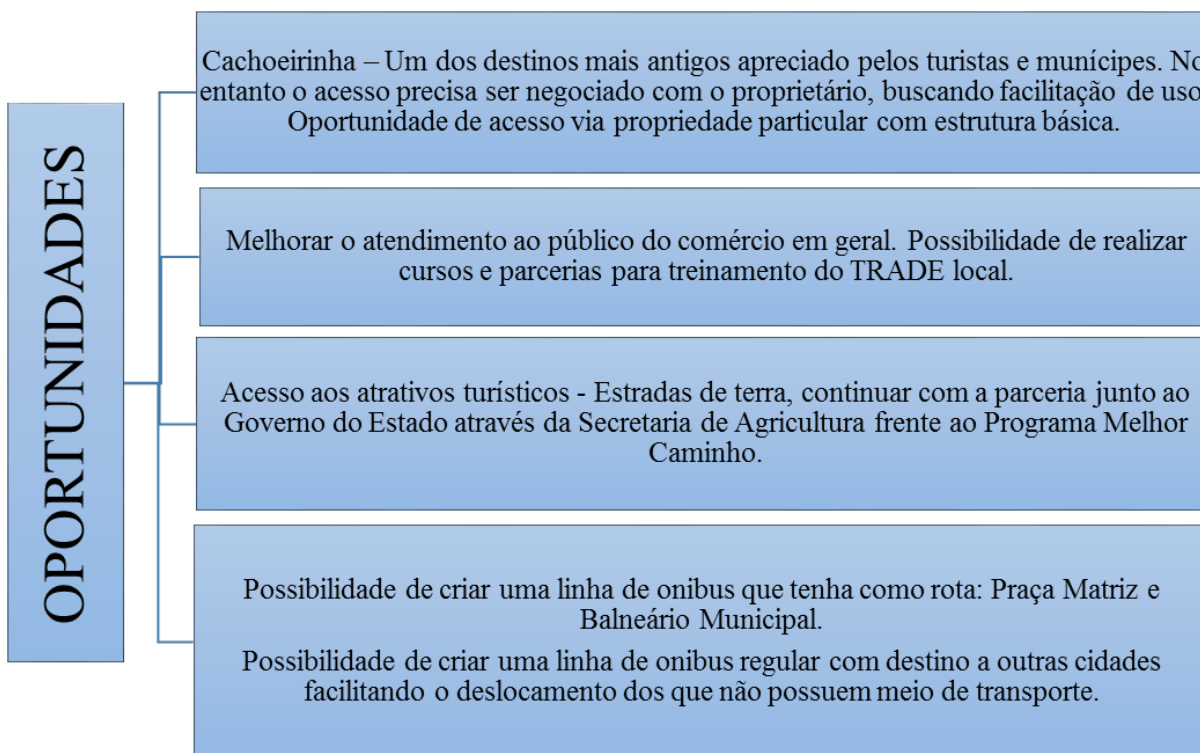 OPORTUNIDADES
Cachoeirinha – Um dos destinos mais antigos apreciado pelos turistas e munícipes. No
entanto o acesso precisa ser negociado com o proprietário, buscando facilitação de uso
Oportunidade de acesso via propriedade particular com estrutura básica.
Melhorar o atendimento ao público do comércio em geral. Possibilidade de realizar
cursos e parcerias para treinamento do TRADE local.
Acesso aos atrativos turísticos - Estradas de terra, continuar com a parceria junto ao
Governo do Estado através da Secretaria de Agricultura frente ao Programa Melhor
Caminho.
Possibilidade de criar uma linha de onibus que tenha como rota: Praça Matriz e
Balneário Municipal.
Possibilidade de criar uma linha de onibus regular com destino a outras cidades
facilitando o deslocamento dos que não possuem meio de transporte.